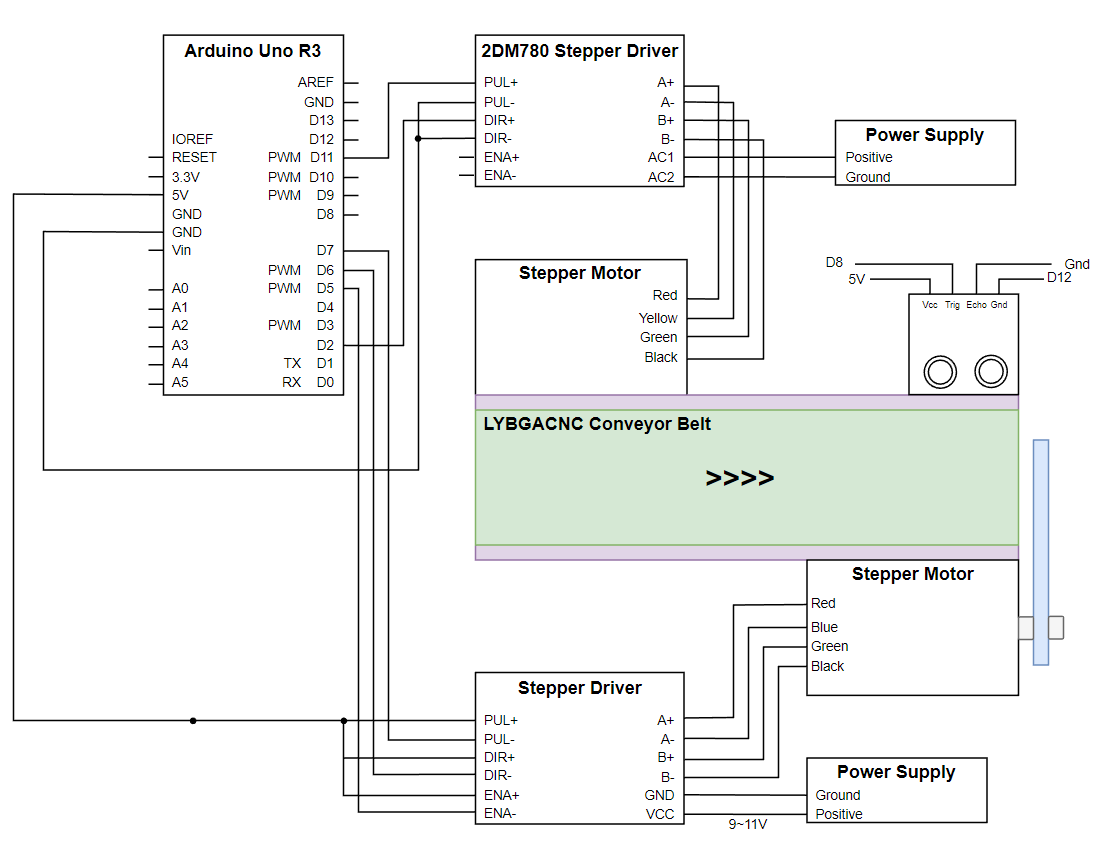 Arduino Uno R3
AREF
GND
D13
IOREF D12
RESET PWM D11
3.3V PWM D10
5V PWM D9
GND D8
GND
Vin D7
PWM D6
A0 PWM D5
A1 D4
A2 PWM D3
A3 D2
A4 TX D1
A5 RX D0
2DM780 Stepper Driver
PUL+ A+
PUL- A-
DIR+ B+
DIR- B-
ENA+ AC1
ENA- AC2
Power Supply
Positive
Ground
Stepper Motor
Red
Yellow
Green
Black
D8 Gnd
5V D12
Vcc Trig Echo Gnd
LYBGACNC Conveyor Belt
>>>>
Stepper Motor
Red
Blue
Green
Black
Stepper Driver
PUL+ A+
PUL- A-
DIR+ B+
DIR- B-
ENA+ GND
ENA- VCC
9~11V
Power Supply
Ground
Positive